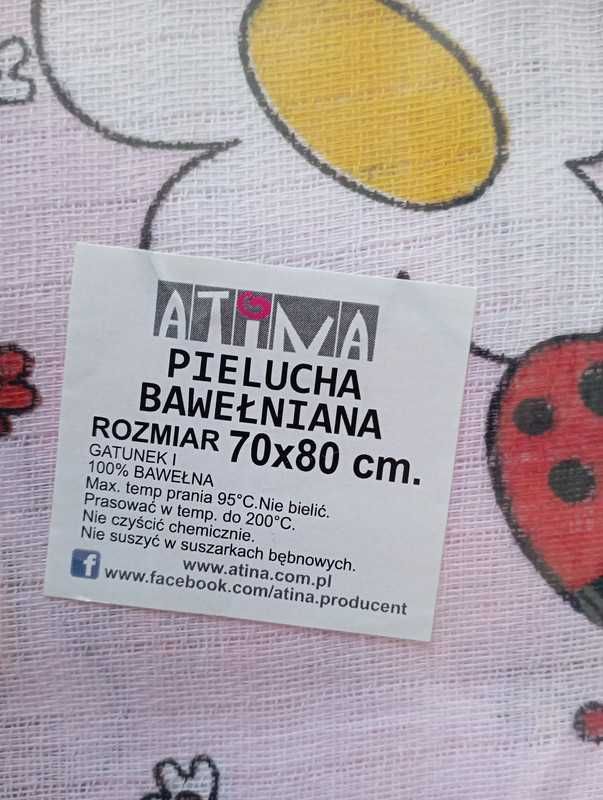 ATINA
PIELUCHA
BAWEŁNIANA
ROZMIAR 70x80 cm.
GATUNEK I
100% BAWEŁNA
Max. temp prania 95°C.Nie bielić.
Prasować w temp. do 200°C.
Nie czyścić chemicznie.
Nie suszyć w suszarkach bębnowych.
www.atina.com.pl
f www.facebook.com/atina.producent